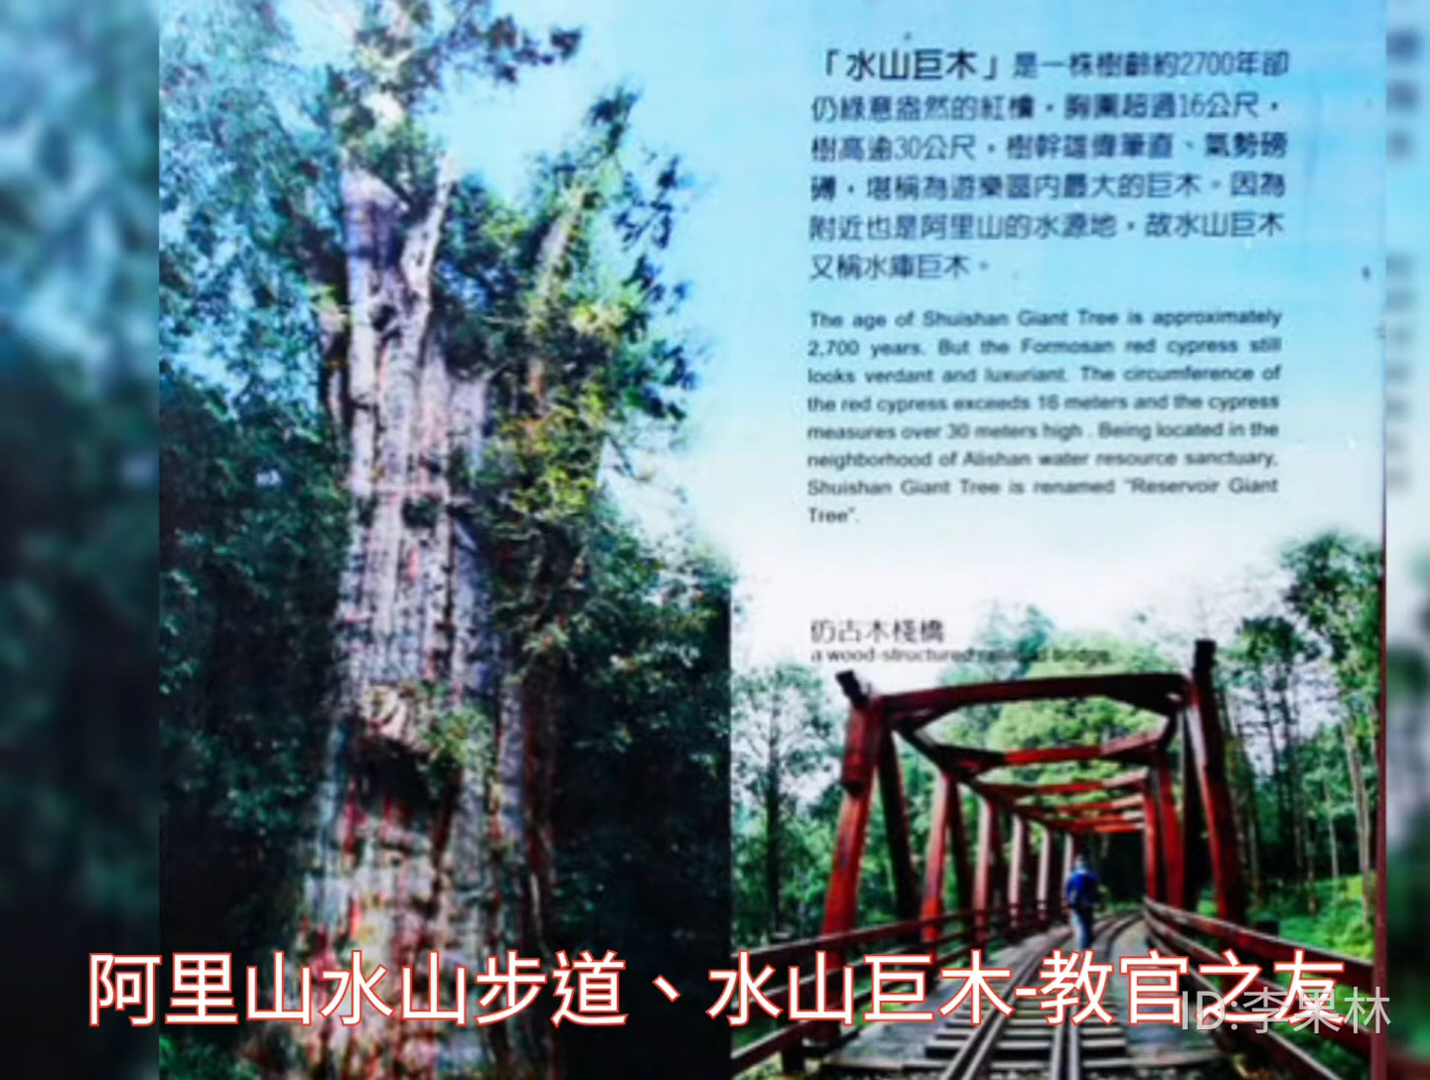 「水山巨木」是一株樹齡約2700年卻
仍綠意盎然的紅檜，胸圍超過16公尺，
樹高逾30公尺，樹幹雄偉筆直、氣勢磅
礡，堪稱為遊樂區內最大的巨木。因為
附近也是阿里山的水源地，故水山巨木
又稱水庫巨木。
The age of Shuishan Giant Tree is approximately
2,700 years. But the Formosan red cypress still
looks verdant and luxuriant. The circumference of
the red cypress exceeds 16 meters and the cypress
measures over 30 meters high . Being located in the
neighborhood of Alishan water resource sanctuary,
Shuishan Giant Tree is renamed "Reservoir Giant
Tree".
仿古木棧橋
a wood-structured railroad bridge
阿里山水山步道、水山巨木-教官之友
ID:李果林